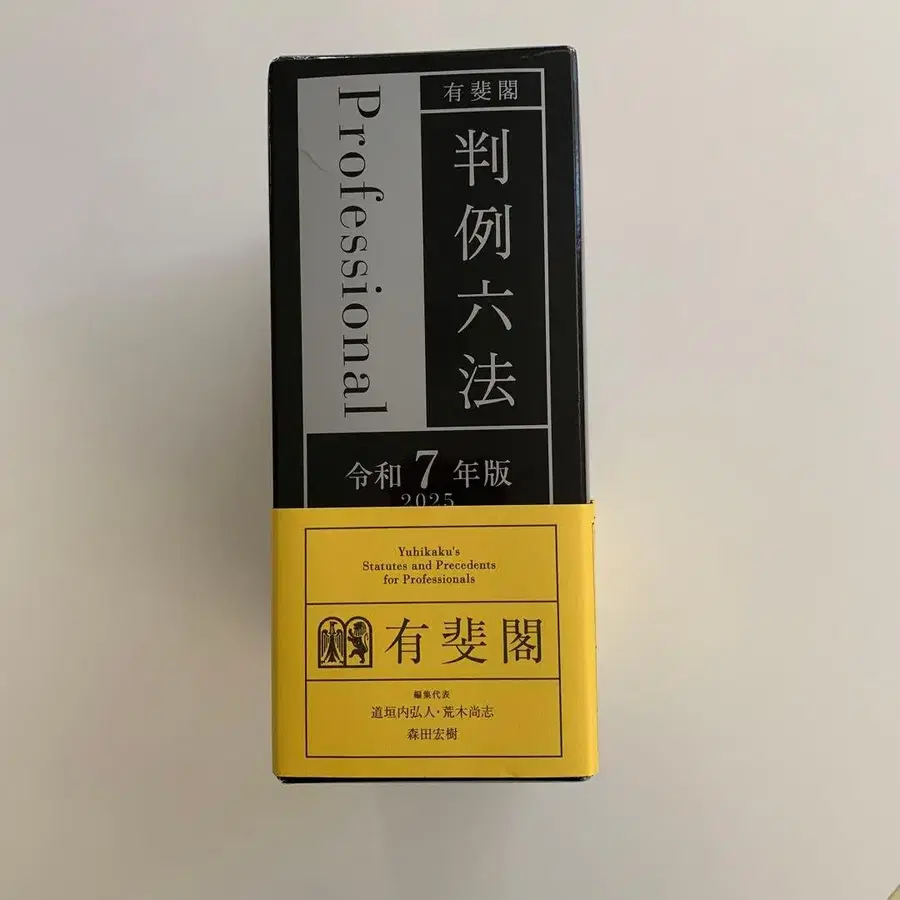 有斐閣
判例六法
Professional
令和7年版
2025
Yuhikaku's
Statutes and Precedents
for Professionals
有斐閣
編集代表
道垣内弘人・荒木尚志
森田宏樹